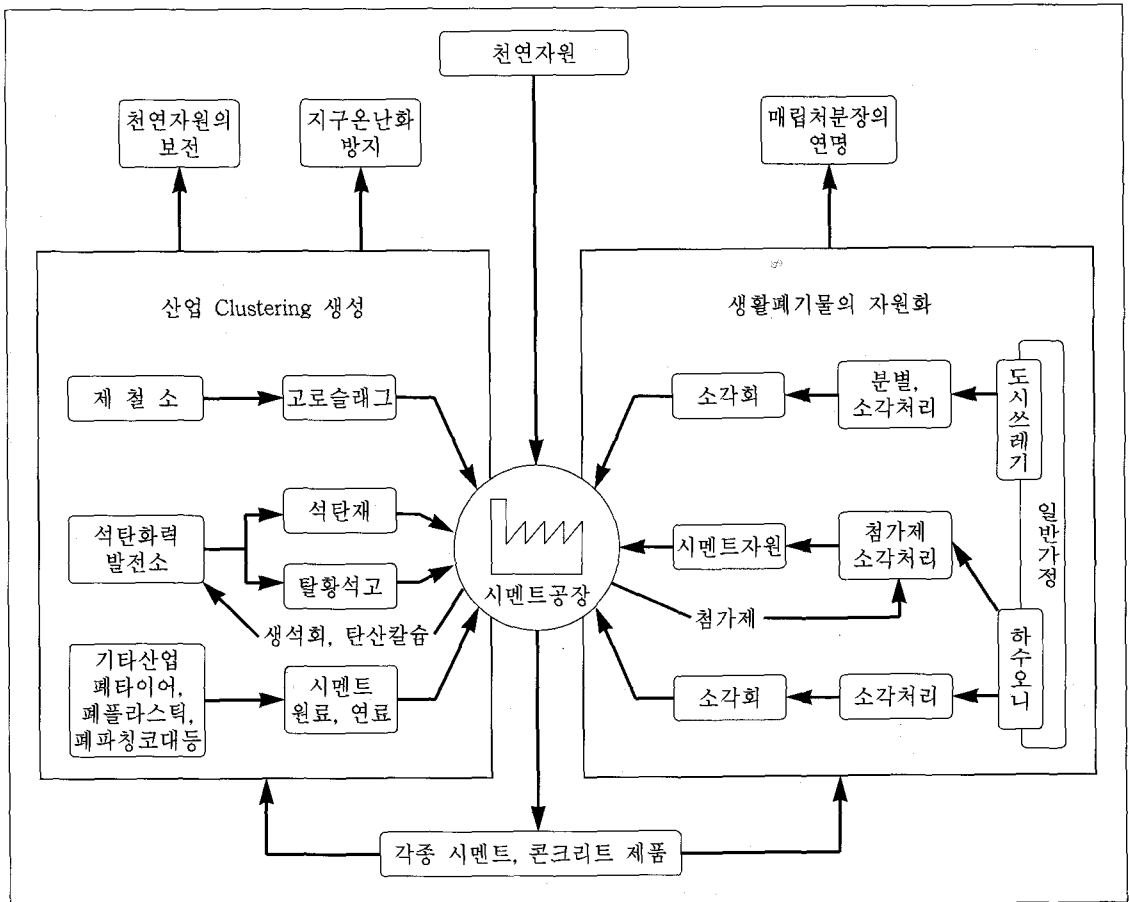 천연자원
천연자원의
보전
지구온난화
방지
매립처분장의
연명
산업 Clustering 생성
생활폐기물의 자원화
제 철 소
고로슬래그
소각회
분별,
소각처리
도시쓰레기
석탄화력
발전소
석탄재
탈황석고
시멘트공장
시멘트자원
첨가제
소각처리
일반가정
생석회, 탄산칼슘
첨가제
기타산업
폐타이어,
폐플라스틱,
폐파칭코대등
시멘트
원료, 연료
소각회
소각처리
하수오니
각종 시멘트, 콘크리트 제품